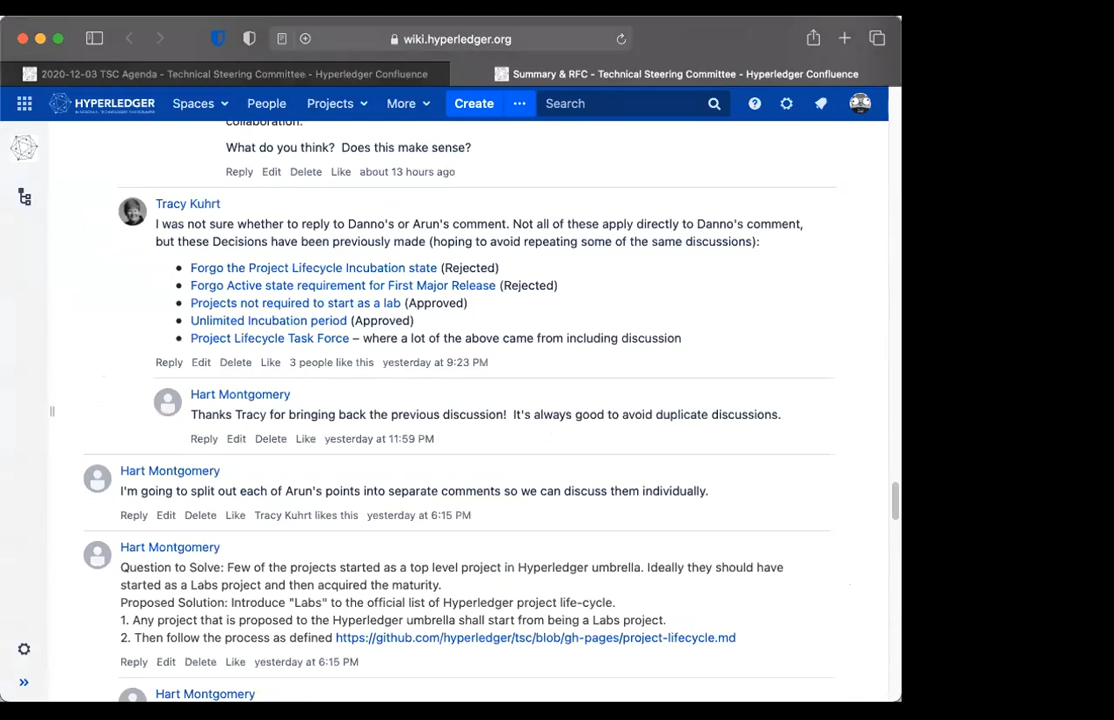 wiki.hyperledger.org
2020-12-03 TSC Agenda - Technical Steering Committee - Hyperledger Confluence
Summary & RFC - Technical Steering Committee - Hyperledger Confluence
HYPERLEDGER
Spaces
People
Projects
More
Create
Search
collaboration.
What do you think? Does this make sense?
Reply Edit Delete Like about 13 hours ago
Tracy Kuhrt
I was not sure whether to reply to Danno's or Arun's comment. Not all of these apply directly to Danno's comment,
but these Decisions have been previously made (hoping to avoid repeating some of the same discussions):
• Forgo the Project Lifecycle Incubation state (Rejected)
• Forgo Active state requirement for First Major Release (Rejected)
• Projects not required to start as a lab (Approved)
• Unlimited Incubation period (Approved)
• Project Lifecycle Task Force – where a lot of the above came from including discussion
Reply Edit Delete Like 3 people like this yesterday at 9:23 PM
Hart Montgomery
Thanks Tracy for bringing back the previous discussion! It's always good to avoid duplicate discussions.
Reply Edit Delete Like yesterday at 11:59 PM
Hart Montgomery
I'm going to split out each of Arun's points into separate comments so we can discuss them individually.
Reply Edit Delete Like Tracy Kuhrt likes this yesterday at 6:15 PM
Hart Montgomery
Question to Solve: Few of the projects started as a top level project in Hyperledger umbrella. Ideally they should have
started as a Labs project and then acquired the maturity.
Proposed Solution: Introduce "Labs" to the official list of Hyperledger project life-cycle.
1. Any project that is proposed to the Hyperledger umbrella shall start from being a Labs project.
2. Then follow the process as defined https://github.com/hyperledger/tsc/blob/gh-pages/project-lifecycle.md
Reply Edit Delete Like yesterday at 6:15 PM
Hart Montgomery